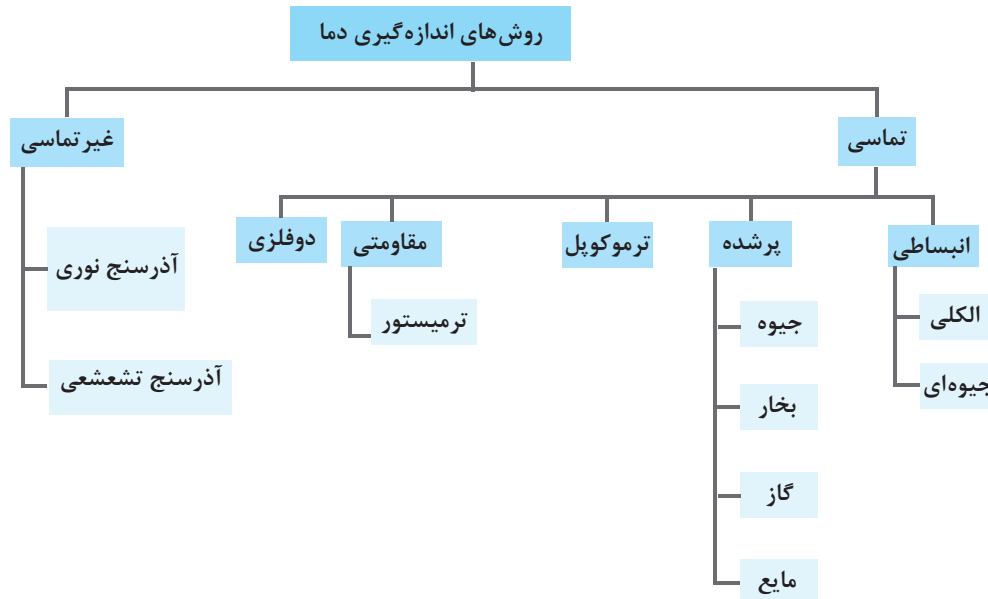 روش‌های اندازه‌گیری دما
تماسی
غیرتماسی
انبساطی
پرشده
ترموکوپل
مقاومتی
دوفلزی
الکلی
جیوه‌ای
جیوه
بخار
گاز
مایع
ترمیستور
آذرسنج نوری
آذرسنج تشعشعی